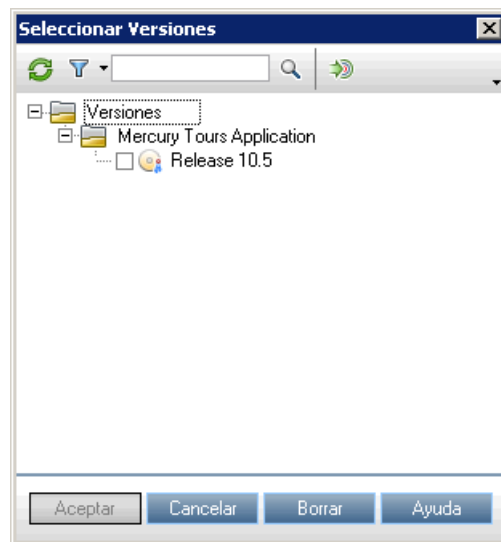 Seleccionar Versiones
Versiones
Mercury Tours Application
Release 10.5
Aceptar Cancelar Borrar Ayuda